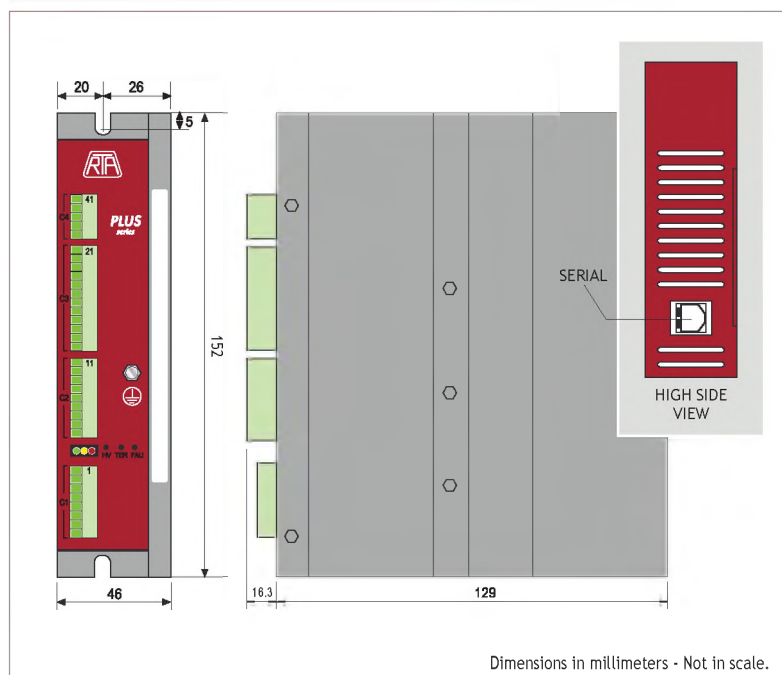 20 26
5
RTA
41
C4
PLUS
series
21
C3
SERIAL
152
11
C2
HIGH SIDE
VIEW
HV TER FAU
1
C1
46
16.3
129
Dimensions in millimeters - Not in scale.